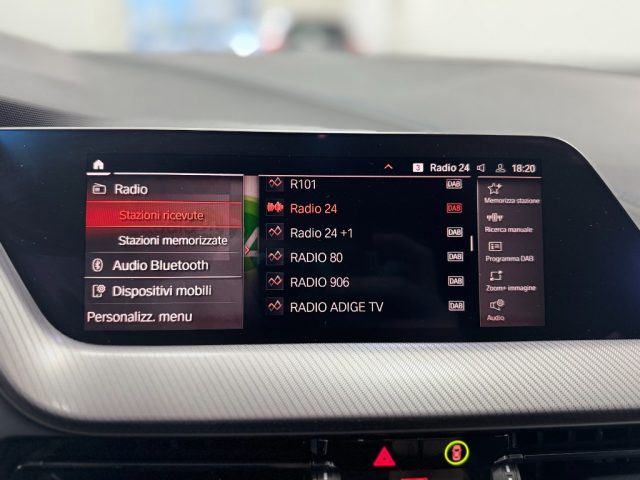 3 Radio 24 18:20
Radio
Stazioni ricevute
Stazioni memorizzate
Audio Bluetooth
Dispositivi mobili
Personalizz. menu
R101 DAB
Radio 24 DAB
Radio 24 +1 DAB
RADIO 80 DAB
RADIO 906 DAB
RADIO ADIGE TV DAB
Memorizza stazione
Ricerca manuale
Programma DAB
Zoom+ immagine
Audio